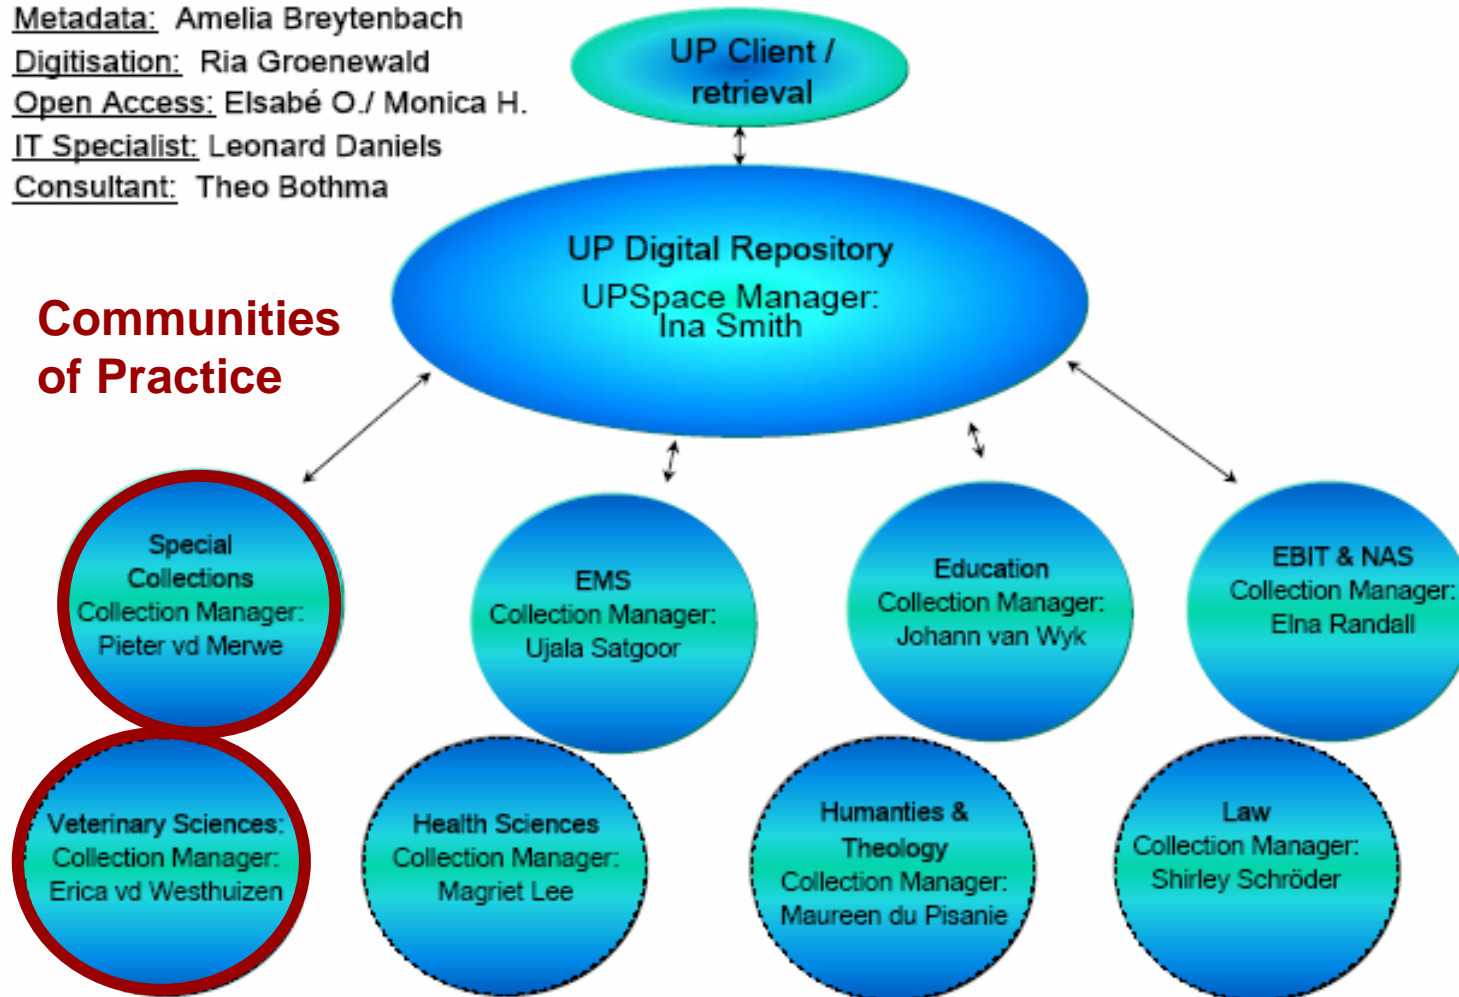 Metadata: Amelia Breytenbach
Digitisation: Ria Groenewald
Open Access: Elsabé O./ Monica H.
IT Specialist: Leonard Daniels
Consultant: Theo Bothma
UP Client /
retrieval
UP Digital Repository
UPSpace Manager:
Ina Smith
Communities
of Practice
Special
Collections
Collection Manager:
Pieter vd Merwe
EMS
Collection Manager:
Ujala Satgoor
Education
Collection Manager:
Johann van Wyk
EBIT & NAS
Collection Manager:
Elna Randall
Veterinary Sciences:
Collection Manager:
Erica vd Westhuizen
Health Sciences
Collection Manager:
Magriet Lee
Humanties &
Theology
Collection Manager:
Maureen du Pisanie
Law
Collection Manager:
Shirley Schröder